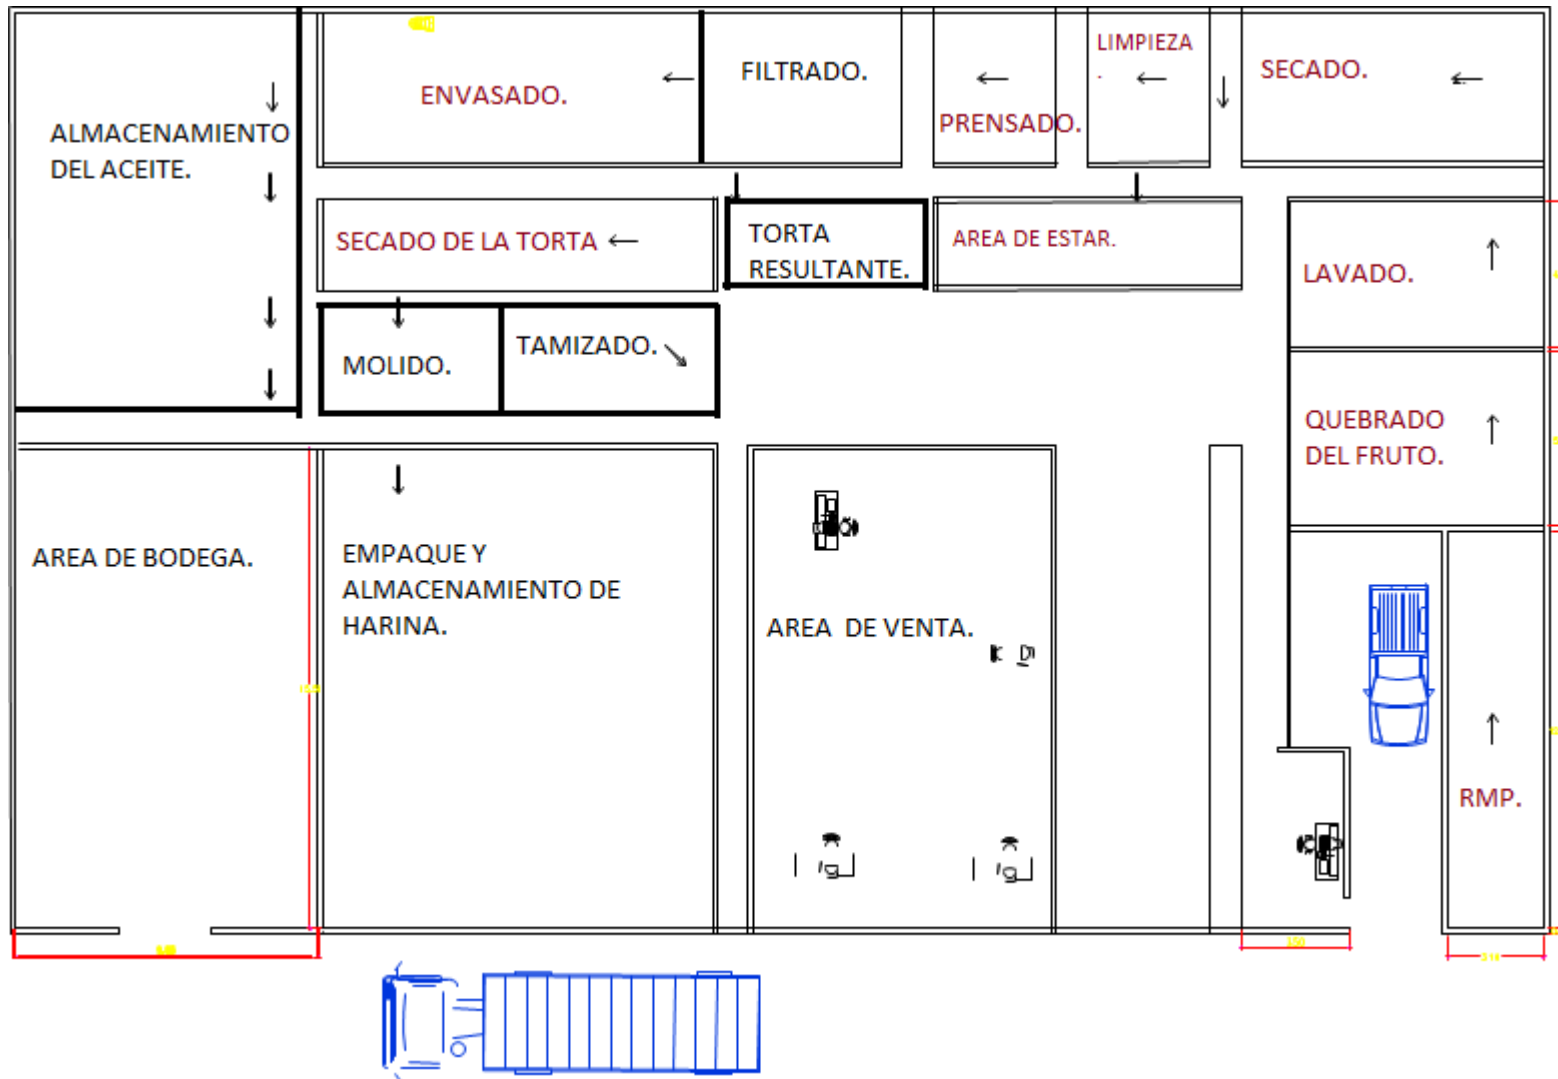 ALMACENAMIENTO
DEL ACEITE.
ENVASADO.
FILTRADO.
PRENSADO.
LIMPIEZA
.
SECADO.
SECADO DE LA TORTA
TORTA
RESULTANTE.
AREA DE ESTAR.
LAVADO.
MOLIDO.
TAMIZADO.
QUEBRADO
DEL FRUTO.
AREA DE BODEGA.
EMPAQUE Y
ALMACENAMIENTO DE
HARINA.
AREA DE VENTA.
RMP.